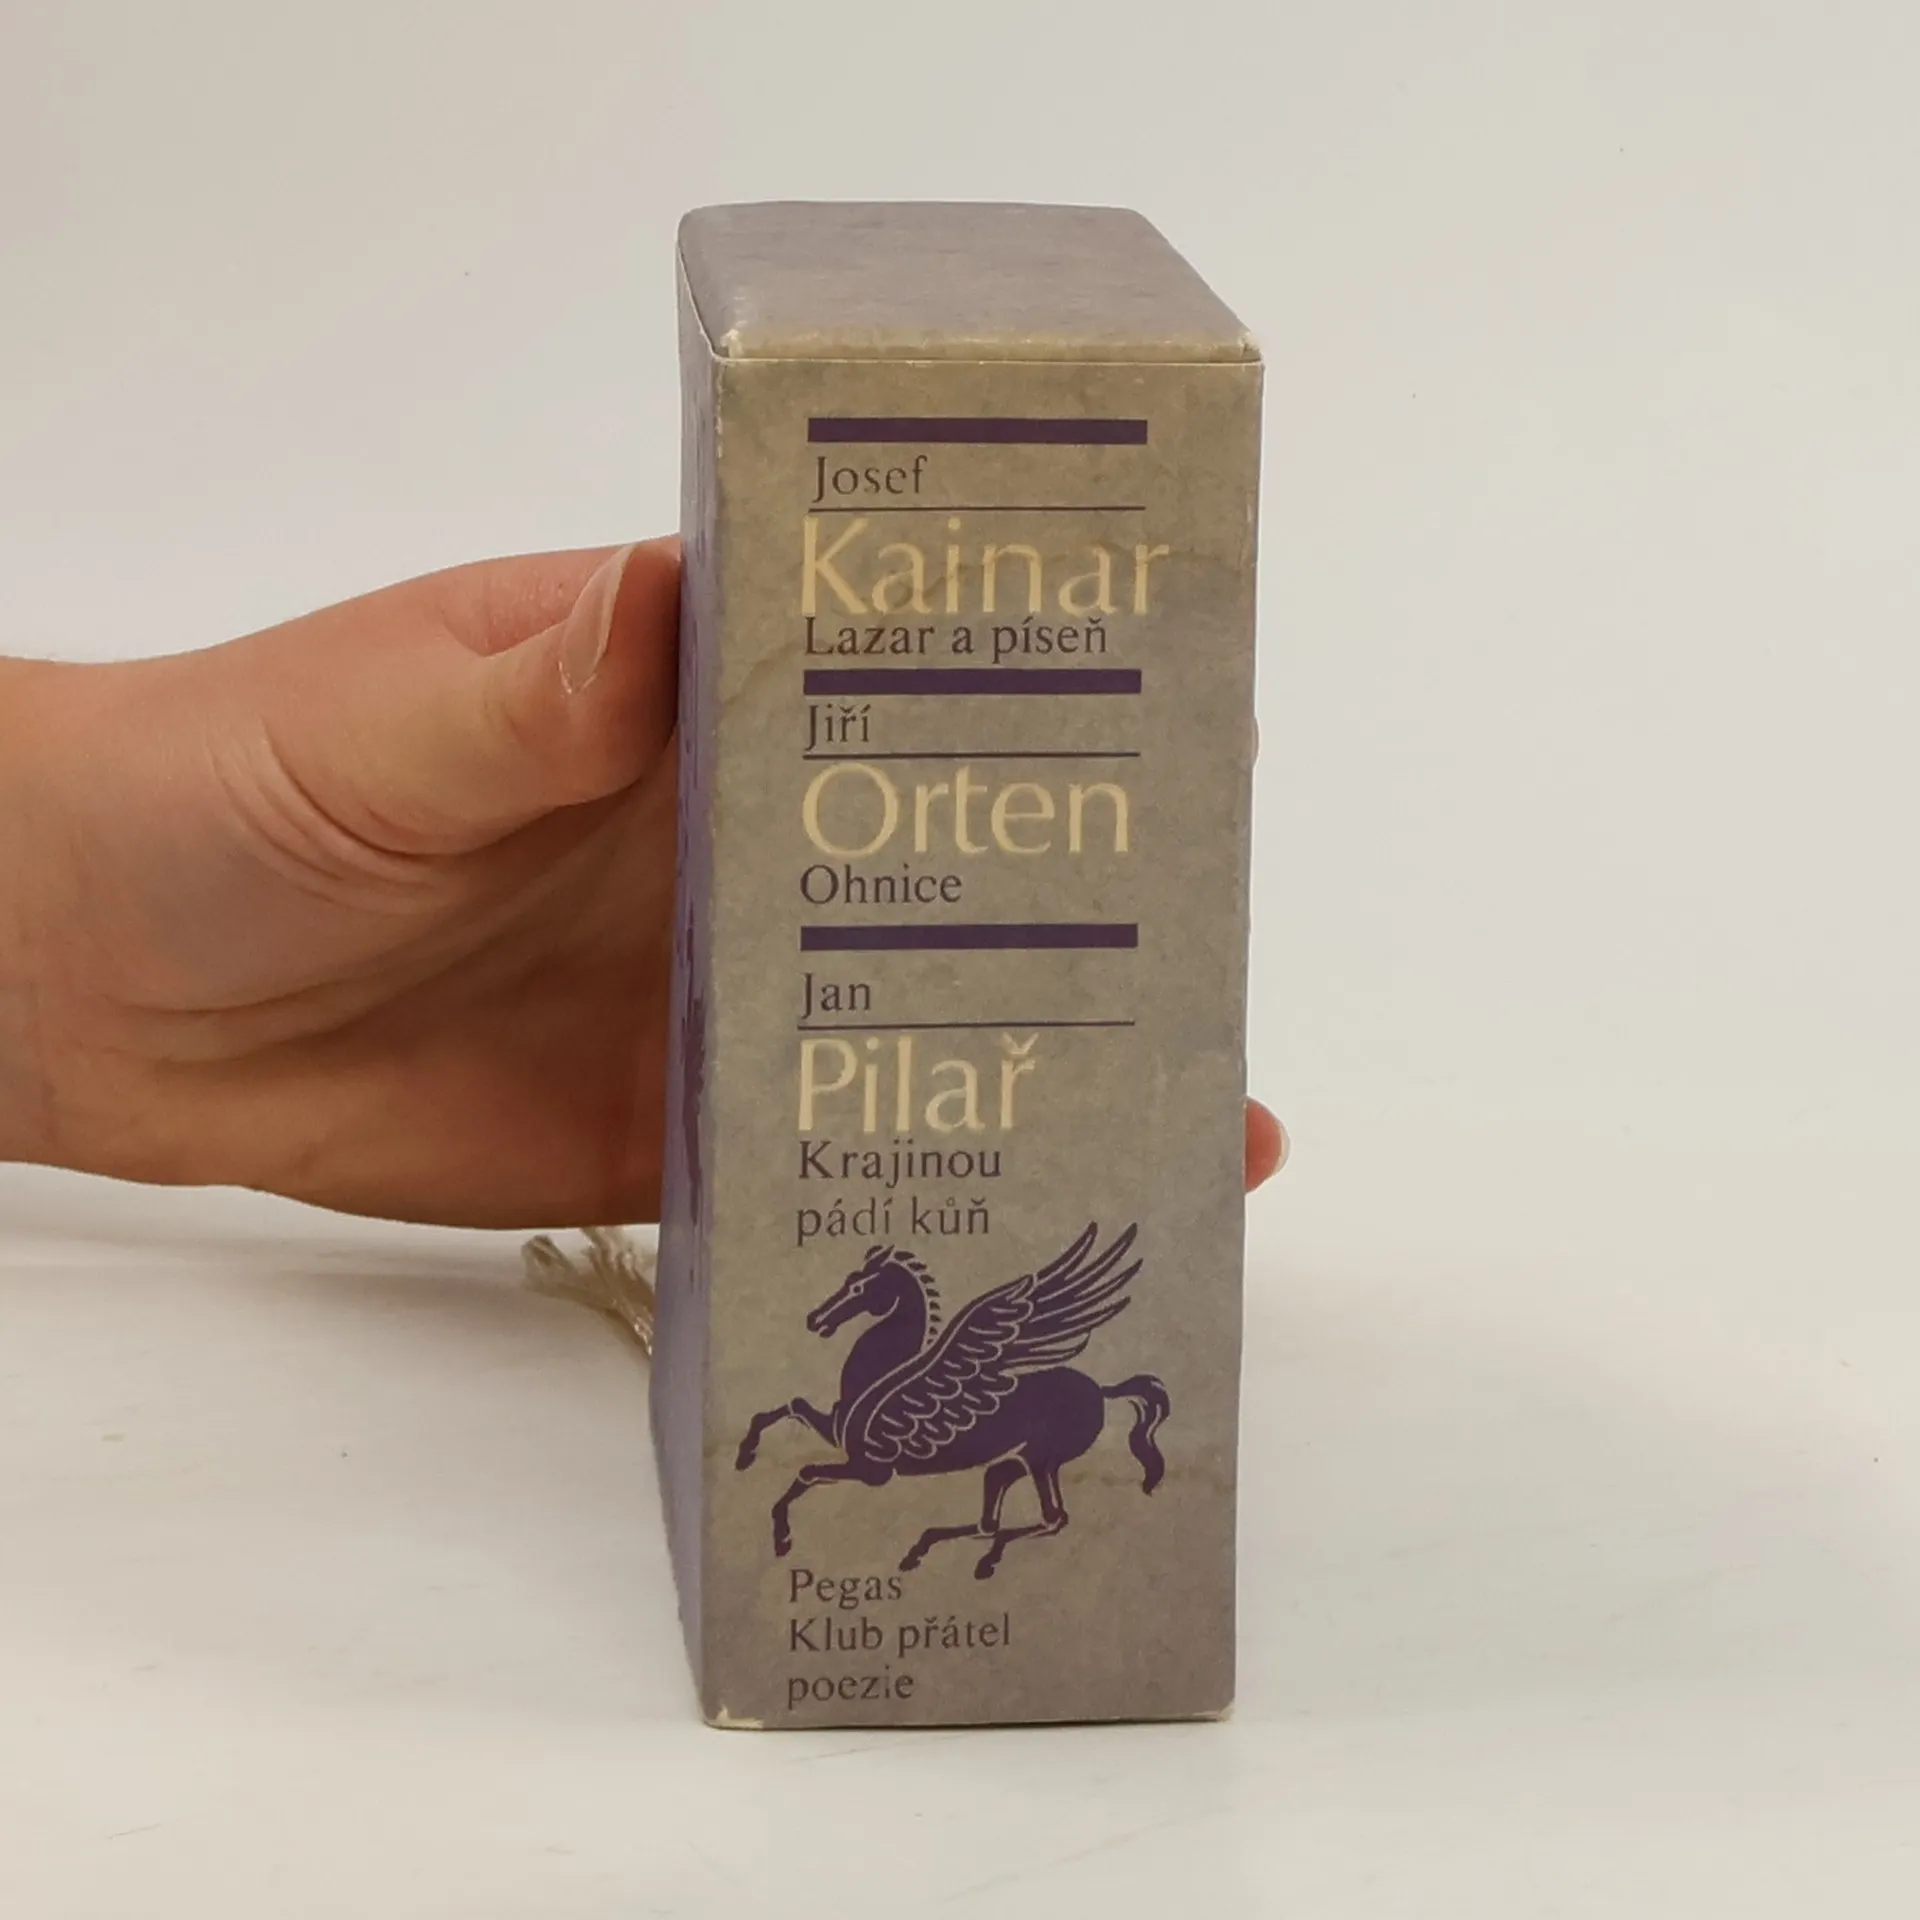 Josef
Kainar
Lazar a píseň
Jiří
Orten
Ohnice
Jan
Pilař
Krajinou
pádí kůň
Pegas
Klub přátel
poezie